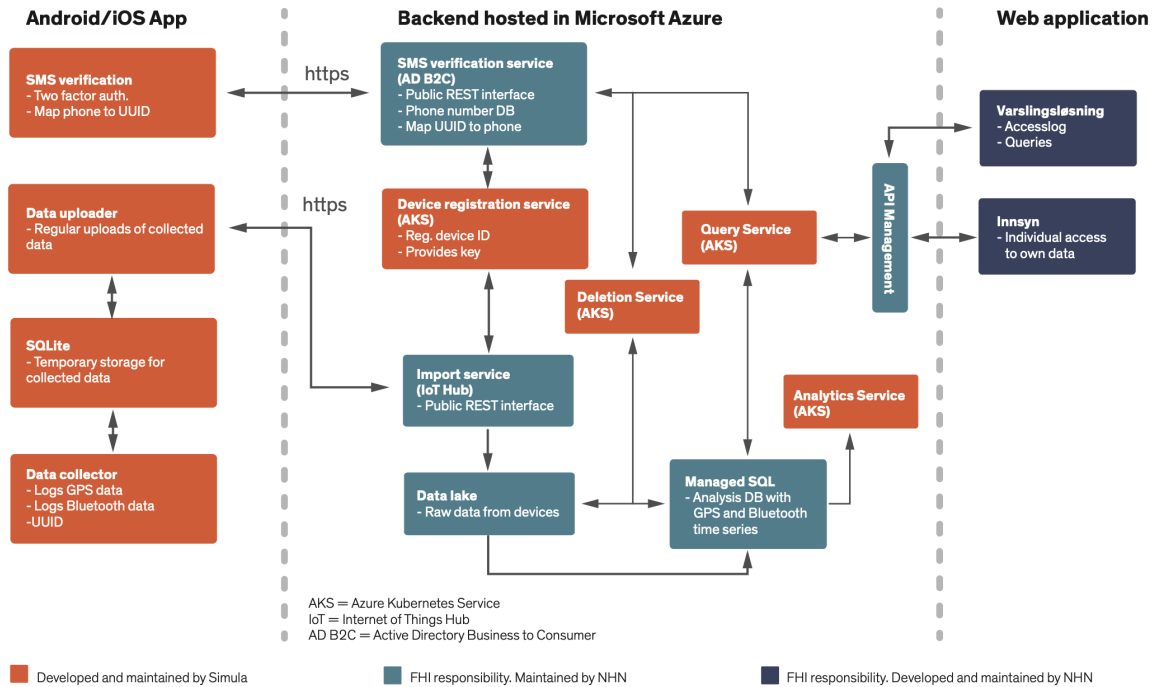 Android/iOS App
Backend hosted in Microsoft Azure
Web application
SMS verification
- Two factor auth.
- Map phone to UUID
https
SMS verification service
(AD B2C)
- Public REST interface
- Phone number DB
- Map UUID to phone
Varslingsløsning
- Accesslog
- Queries
Data uploader
- Regular uploads of collected
data
https
Device registration service
(AKS)
- Reg. device ID
- Provides key
Query Service
(AKS)
API Management
Innsyn
- Individual access
to own data
Deletion Service
(AKS)
SQLite
- Temporary storage for
collected data
Import service
(IoT Hub)
- Public REST interface
Analytics Service
(AKS)
Data collector
- Logs GPS data
- Logs Bluetooth data
-UUID
Data lake
- Raw data from devices
Managed SQL
- Analysis DB with
GPS and Bluetooth
time series
AKS = Azure Kubernetes Service
IoT = Internet of Things Hub
AD B2C = Active Directory Business to Consumer
Developed and maintained by Simula
FHI responsibility. Maintained by NHN
FHI responsibility. Developed and maintained by NHN